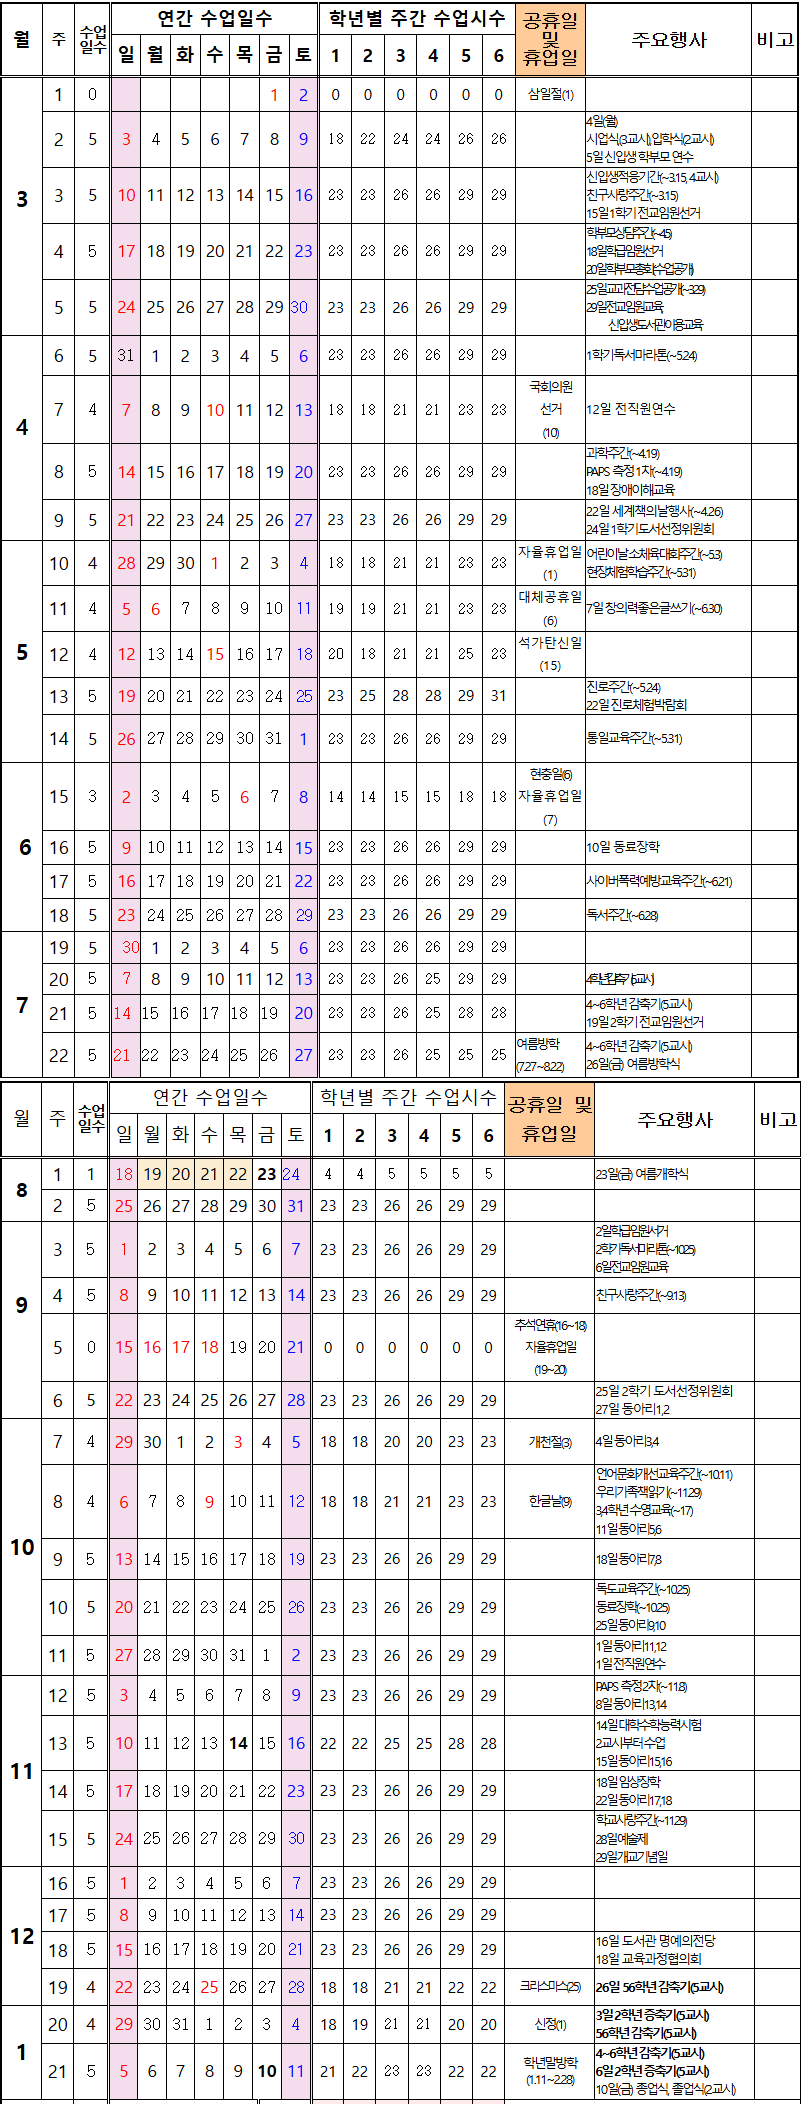 월 주 수업일수 연간 수업일수 학년별 주간 수업시수 공휴일 및 휴업일 주요행사 비고
일 월 화 수 목 금 토 1 2 3 4 5 6
3
1 0 1 2 0 0 0 0 0 0 삼일절(1)
2 5 3 4 5 6 7 8 9 18 22 24 24 26 26
4일(월)
시업식(3교시),입학식(2교시)
5일 신입생 학부모 연수
3 5 10 11 12 13 14 15 16 23 23 26 26 29 29
신입생적응기간(~3.15, 4교시)
친구사랑주간(~3.15)
15일 1학기 전교임원선거
4 5 17 18 19 20 21 22 23 23 23 26 26 29 29
학부모상담주간(~4.5)
18일학급임원선거
20일학부모총회(수업공개)
5 5 24 25 26 27 28 29 30 23 23 26 26 29 29
25일교과전담수업공개(~3.29)
29일전교임원교육,
신입생도서관이용교육
4
6 5 31 1 2 3 4 5 6 23 23 26 26 29 29 1학기독서마라톤(~5.24)
7 4 7 8 9 10 11 12 13 18 18 21 21 23 23 국회의원 선거 (10) 12일 전직원연수
8 5 14 15 16 17 18 19 20 23 23 26 26 29 29
과학주간(~4.19)
PAPS 측정 1차(~4.19)
18일 장애이해교육
9 5 21 22 23 24 25 26 27 23 23 26 26 29 29
22일 세계책의날행사(~4.26)
24일 1학기도서선정위원회
5
10 4 28 29 30 1 2 3 4 18 18 21 21 23 23 자율휴업일 (1)
어린이날소체육대회주간(~5.3)
현장체험학습주간(~5.31)
11 4 5 6 7 8 9 10 11 19 19 21 21 23 23 대체공휴일 (6) 7일 창의력좋은글쓰기(~6.30)
12 4 12 13 14 15 16 17 18 20 18 21 21 25 23 석가탄신일 (15)
13 5 19 20 21 22 23 24 25 23 25 28 28 29 31
진로주간(~5.24)
22일 진로체험박람회
14 5 26 27 28 29 30 31 1 23 23 26 26 29 29 통일교육주간(~5.31)
6
15 3 2 3 4 5 6 7 8 14 14 15 15 18 18 현충일(6) 자율휴업일 (7)
16 5 9 10 11 12 13 14 15 23 23 26 26 29 29 10일 동료장학
17 5 16 17 18 19 20 21 22 23 23 26 26 29 29 사이버폭력예방교육주간(~6.21)
18 5 23 24 25 26 27 28 29 23 23 26 26 29 29 독서주간(~6.28)
7
19 5 30 1 2 3 4 5 6 23 23 26 26 29 29
20 5 7 8 9 10 11 12 13 23 23 26 25 29 29 4학년감축기(5교시)
21 5 14 15 16 17 18 19 20 23 23 26 25 28 28
4~6학년 감축기(5교시)
19일 2학기 전교임원선거
22 5 21 22 23 24 25 26 27 23 23 26 25 25 25 여름방학 (7.27~8.22)
4~6학년 감축기(5교시)
26일(금) 여름방학식
월 주 수업일수 연간 수업일수 학년별 주간 수업시수 공휴일 및 휴업일 주요행사 비고
일 월 화 수 목 금 토 1 2 3 4 5 6
8
1 1 18 19 20 21 22 23 24 4 4 5 5 5 5 23일(금) 여름개학식
2 5 25 26 27 28 29 30 31 23 23 26 26 29 29
9
3 5 1 2 3 4 5 6 7 23 23 26 26 29 29
2일학급임원서거
2학기독서마라톤(~10.25)
6일전교임원교육
4 5 8 9 10 11 12 13 14 23 23 26 26 29 29 친구사랑주간(~9.13)
5 0 15 16 17 18 19 20 21 0 0 0 0 0 0 추석연휴(16~18) 자율휴업일 (19~20)
6 5 22 23 24 25 26 27 28 23 23 26 26 29 29
25일 2학기 도서선정위원회
27일 동아리1,2
10
7 4 29 30 1 2 3 4 5 18 18 20 20 23 23 개천절(3) 4일 동아리3,4
8 4 6 7 8 9 10 11 12 18 18 21 21 23 23 한글날(9)
언어문화개선교육주간(~10.11)
우리가족책읽기(~11.29)
3,4학년 수영교육(~17)
11일 동아리5,6
9 5 13 14 15 16 17 18 19 23 23 26 26 29 29 18일 동아리7,8
10 5 20 21 22 23 24 25 26 23 23 26 26 29 29
독도교육주간(~10.25)
동료장학(~10.25)
25일 동아리9,10
11 5 27 28 29 30 31 1 2 23 23 26 26 29 29
1일 동아리11,12
1일 전직원연수
11
12 5 3 4 5 6 7 8 9 23 23 26 26 29 29
PAPS 측정2차(~11.8)
8일 동아리13,14
13 5 10 11 12 13 14 15 16 22 22 25 25 28 28
14일 대학수학능력시험
2교시부터 수업
15일 동아리15,16
14 5 17 18 19 20 21 22 23 23 23 26 26 29 29
18일 임상장학
22일 동아리17,18
15 5 24 25 26 27 28 29 30 23 23 26 26 29 29
학교사랑주간(~11.29)
28일예술제
29일개교기념일
12
16 5 1 2 3 4 5 6 7 23 23 26 26 29 29
17 5 8 9 10 11 12 13 14 23 23 26 26 29 29
18 5 15 16 17 18 19 20 21 23 23 26 26 29 29
16일 도서관 명예의전당
18일 교육과정협의회
19 4 22 23 24 25 26 27 28 18 18 21 21 22 22 크리스마스(25) 26일 56학년 감축기(5교시)
1
20 4 29 30 31 1 2 3 4 18 19 21 21 20 20 신정(1)
3일 2학년 증축기(5교시)
56학년 감축기(5교시)
21 5 5 6 7 8 9 10 11 21 22 23 23 22 22 학년말방학 (1.11~2.28)
4~6학년 감축기(5교시)
6일 2학년 증축기(5교시)
10일(금) 종업식, 졸업식(2교시)